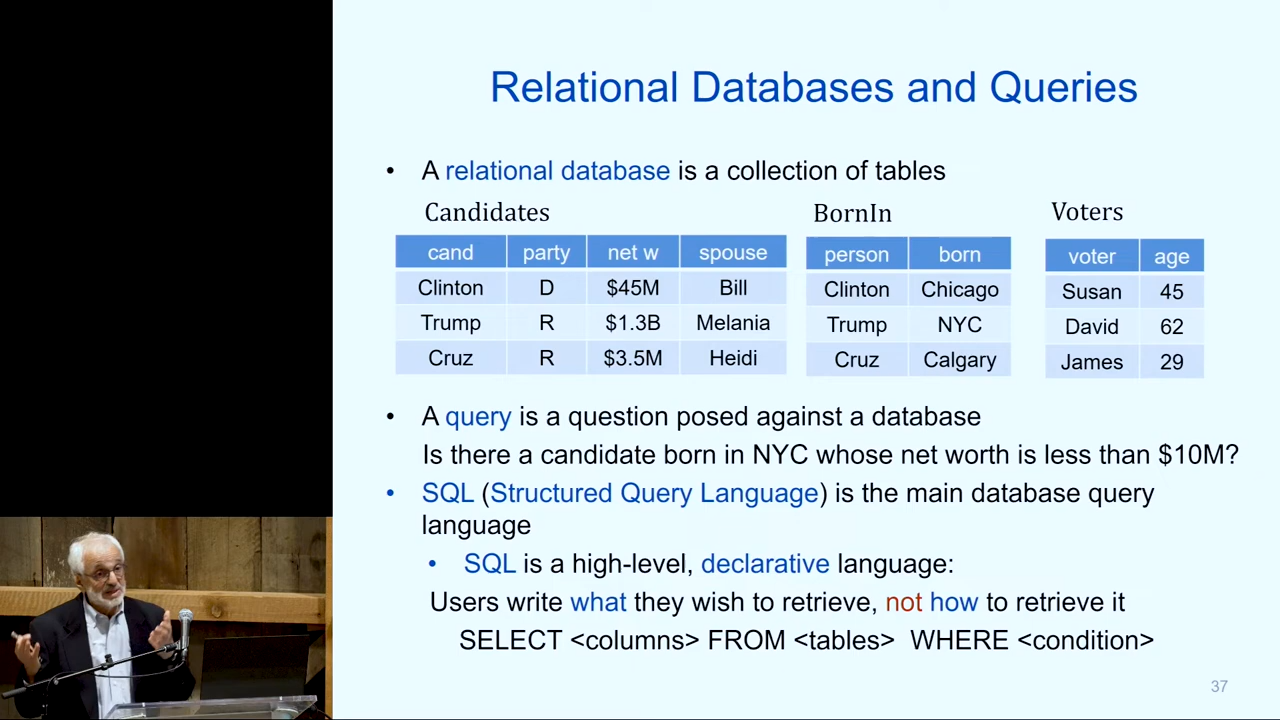 Relational Databases and Queries
• A relational database is a collection of tables
Candidates
cand party net w spouse
Clinton D $45M Bill
Trump R $1.3B Melania
Cruz R $3.5M Heidi
BornIn
person born
Clinton Chicago
Trump NYC
Cruz Calgary
Voters
voter age
Susan 45
David 62
James 29
• A query is a question posed against a database
Is there a candidate born in NYC whose net worth is less than $10M?
• SQL (Structured Query Language) is the main database query
language
• SQL is a high-level, declarative language:
Users write what they wish to retrieve, not how to retrieve it
SELECT <columns> FROM <tables> WHERE <condition>
37